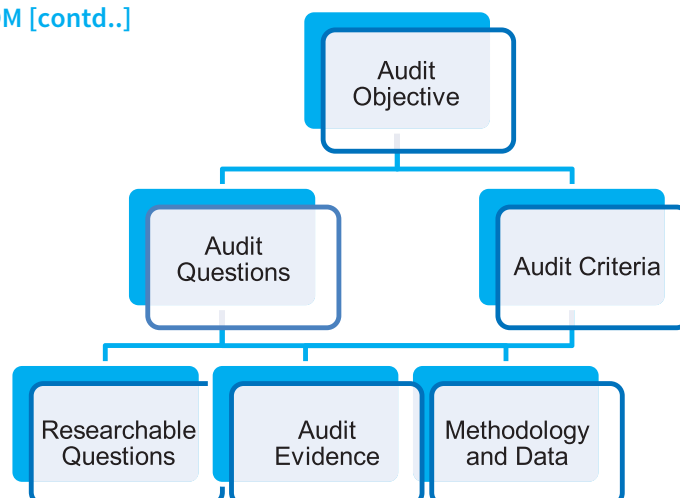 [contd..]
Audit
Objective
Audit
Questions
Audit Criteria
Researchable
Questions
Audit
Evidence
Methodology
and Data